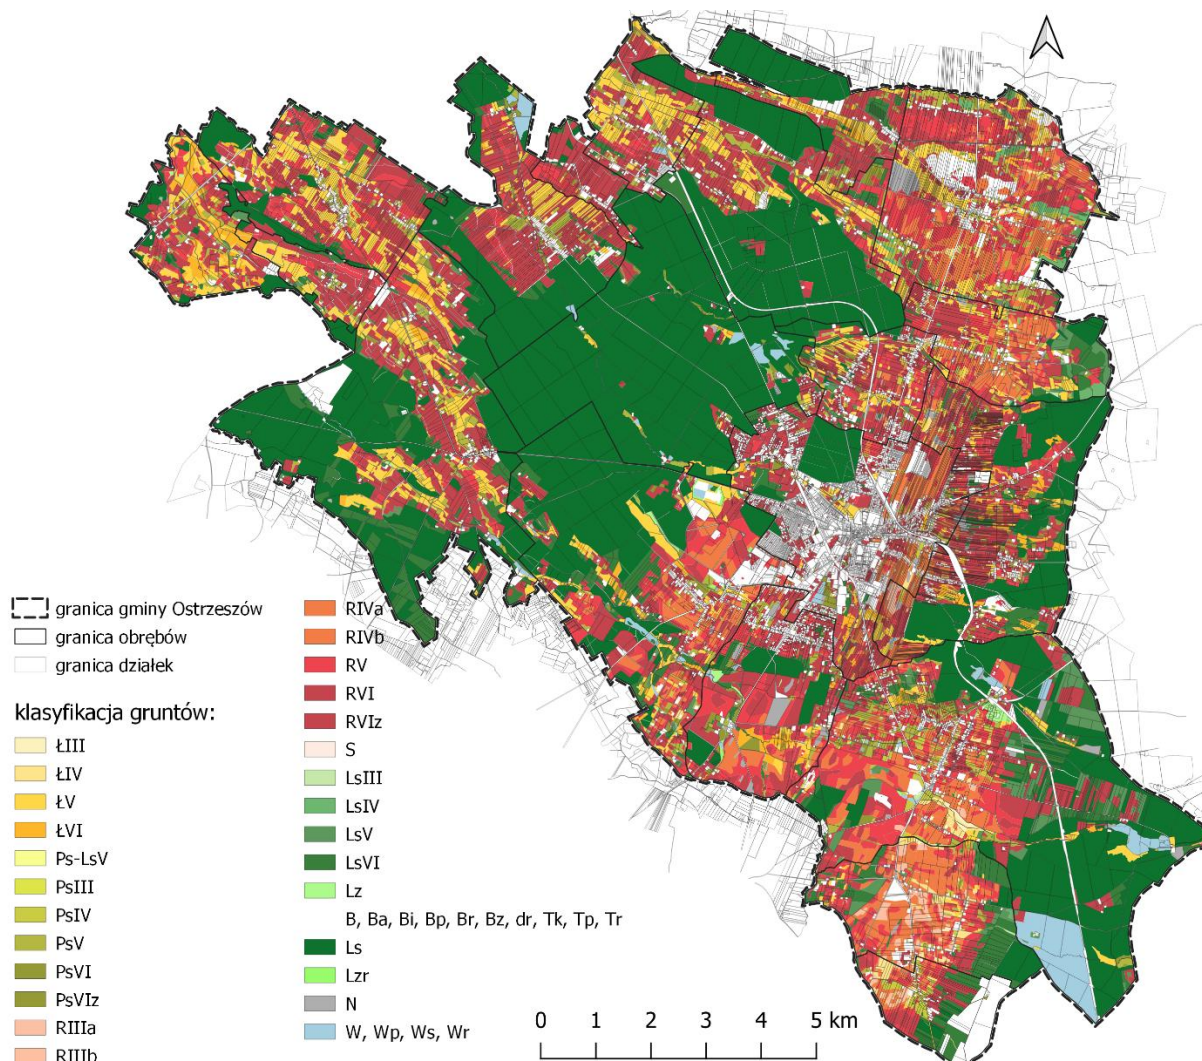 granica gminy Ostrzeszów
granica obrębów
granica działek
klasyfikacja gruntów:
ŁIII
ŁIV
ŁV
ŁVI
Ps-LsV
PsIII
PsIV
PsV
PsVI
PsVIz
RIIIa
RIIIb
RIVa
RIVb
RV
RVI
RVIz
S
LsIII
LsIV
LsV
LsVI
Lz
B, Ba, Bi, Bp, Br, Bz, dr, Tk, Tp, Tr
Ls
Lzr
N
W, Wp, Ws, Wr
0 1 2 3 4 5 km